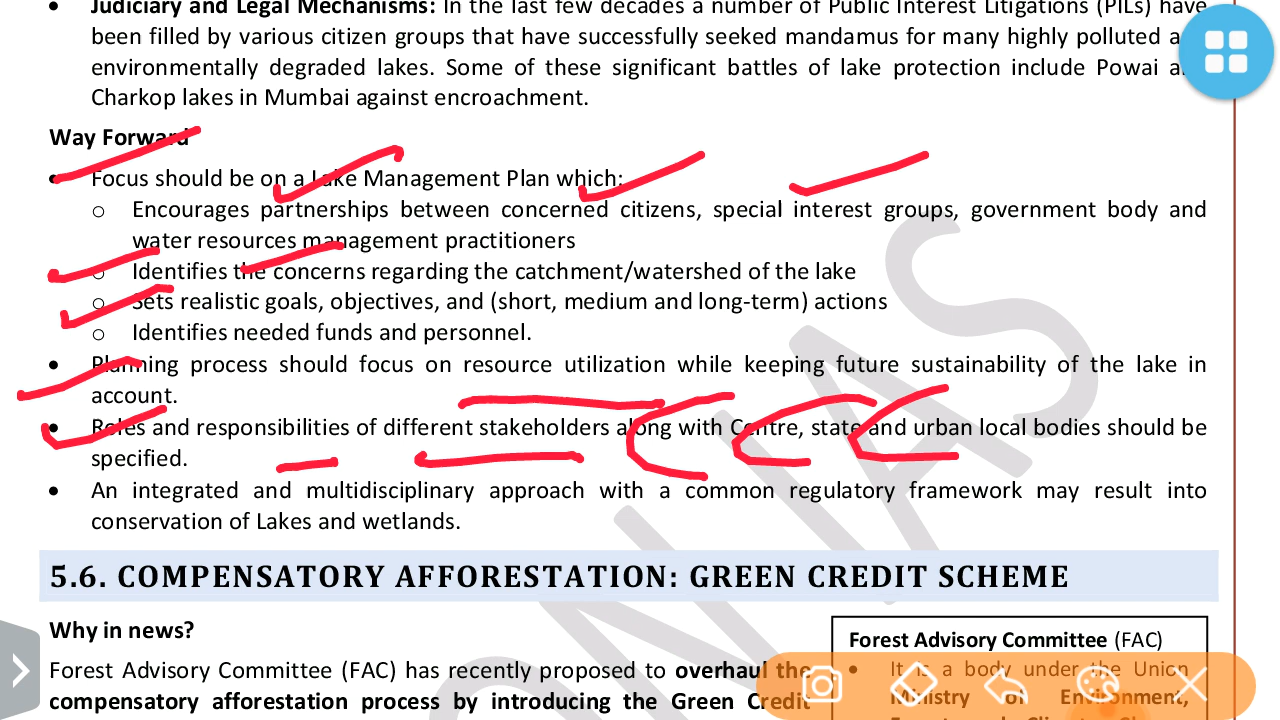 • Judiciary and Legal Mechanisms: In the last few decades a number of Public Interest Litigations (PILs) have
been filled by various citizen groups that have successfully seeked mandamus for many highly polluted
environmentally degraded lakes. Some of these significant battles of lake protection include Powai
Charkop lakes in Mumbai against encroachment.
Way Forward
• Focus should be on a Lake Management Plan which:
o Encourages partnerships between concerned citizens, special interest groups, government body and
water resources management practitioners
o Identifies the concerns regarding the catchment/watershed of the lake
o Sets realistic goals, objectives, and (short, medium and long-term) actions
o Identifies needed funds and personnel.
• Planning process should focus on resource utilization while keeping future sustainability of the lake in
account.
• Roles and responsibilities of different stakeholders along with Centre, state and urban local bodies should be
specified.
• An integrated and multidisciplinary approach with a common regulatory framework may result into
conservation of Lakes and wetlands.
5.6. COMPENSATORY AFFORESTATION: GREEN CREDIT SCHEME
Why in news?
Forest Advisory Committee (FAC) has recently proposed to overhaul the
compensatory afforestation process by introducing the Green Credit
Forest Advisory Committee (FAC)
• It is a body under the Union
Ministry of Environment,